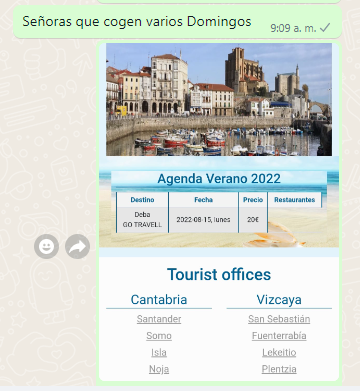 Señoras que cogen varios Domingos
9:09 a. m.
Agenda Verano 2022
Destino Fecha Precio Restaurantes
Deba
GO TRAVELL 2022-08-15, lunes 20€
Tourist offices
Cantabria Vizcaya
Santander San Sebastián
Somo Fuenterrabía
Isla Lekeitio
Noja Plentzia